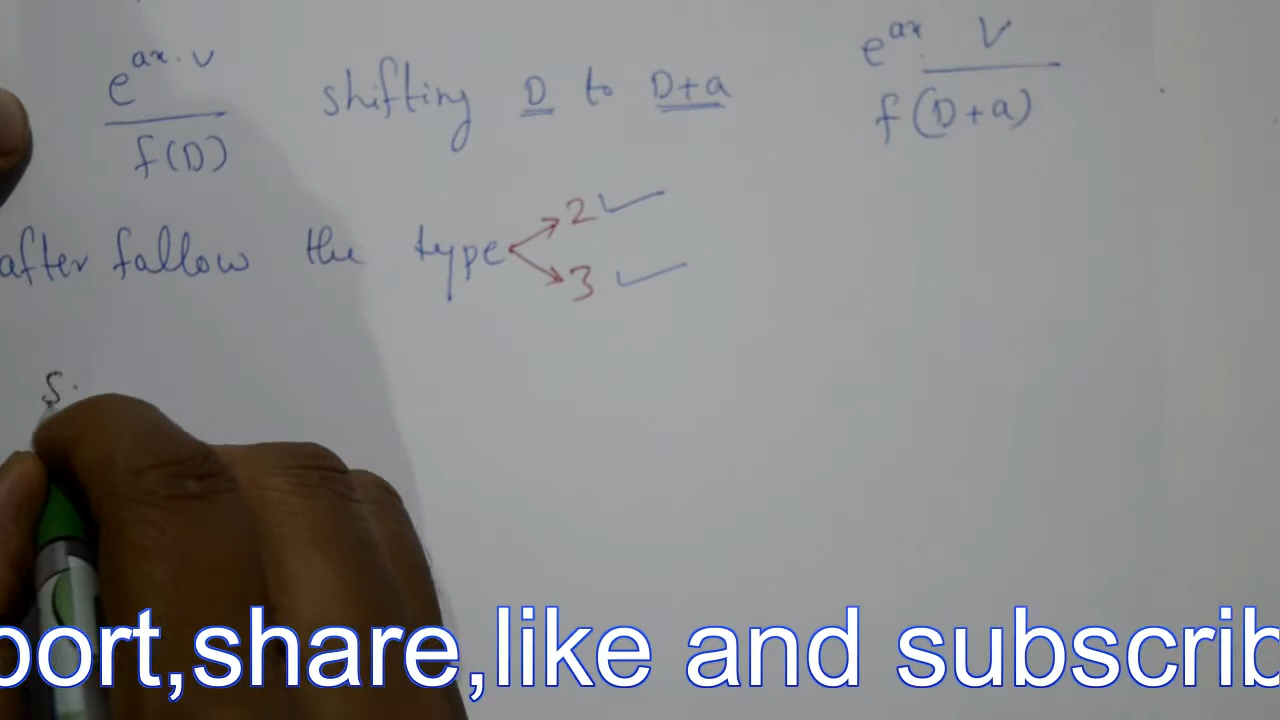 e^ax.v / f(D) shifting D to D+a e^ax. V / f(D+a)
after fallow the type 2 ✓
3 ✓
S.
port,share,like and subscrib